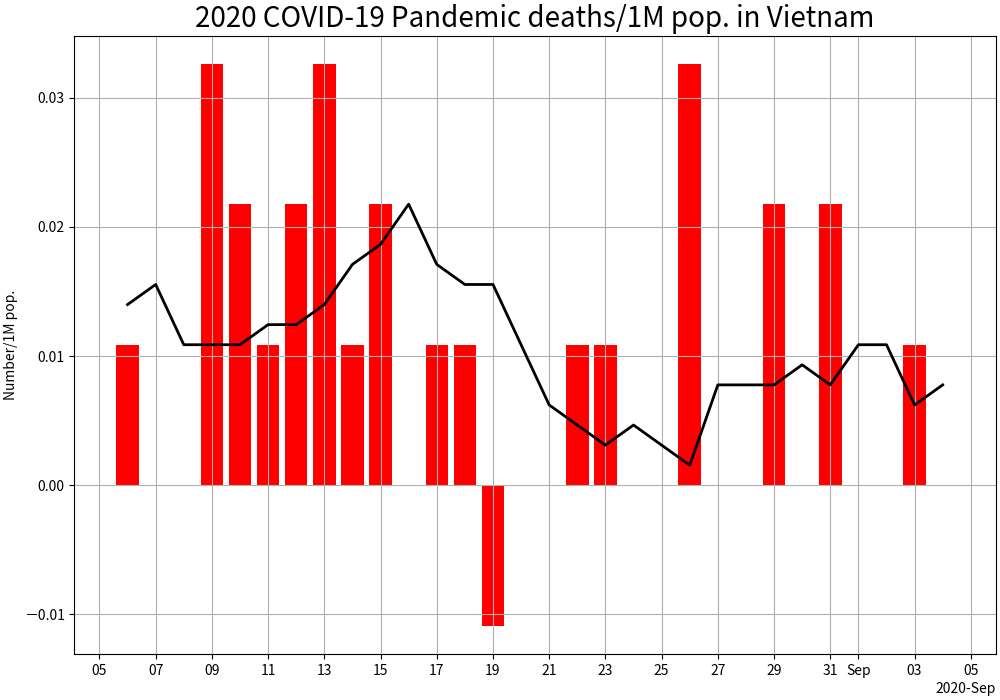 2020 COVID-19 Pandemic deaths/1M pop. in Vietnam
Number/1M pop.
0.03
0.02
0.01
0.00
−0.01
05 07 09 11 13 15 17 19 21 23 25 27 29 31 Sep 03 05
2020-Sep